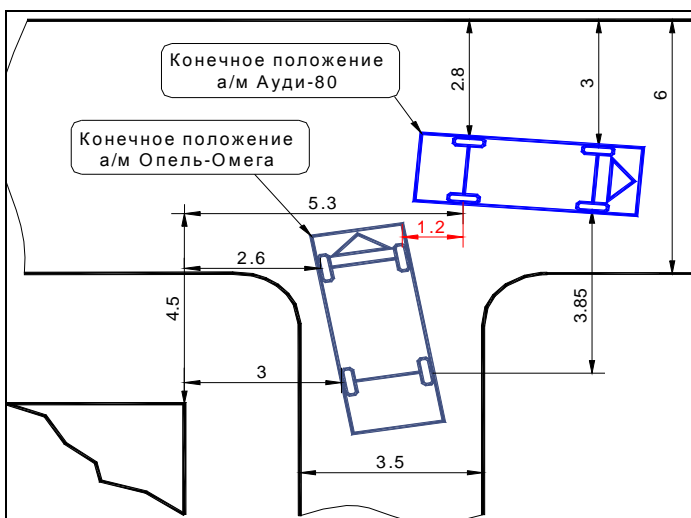 Конечное положение
а/м Ауди-80
Конечное положение
а/м Опель-Омега
2.8
3
6
5.3
1.2
2.6
4.5
3.85
3
3.5